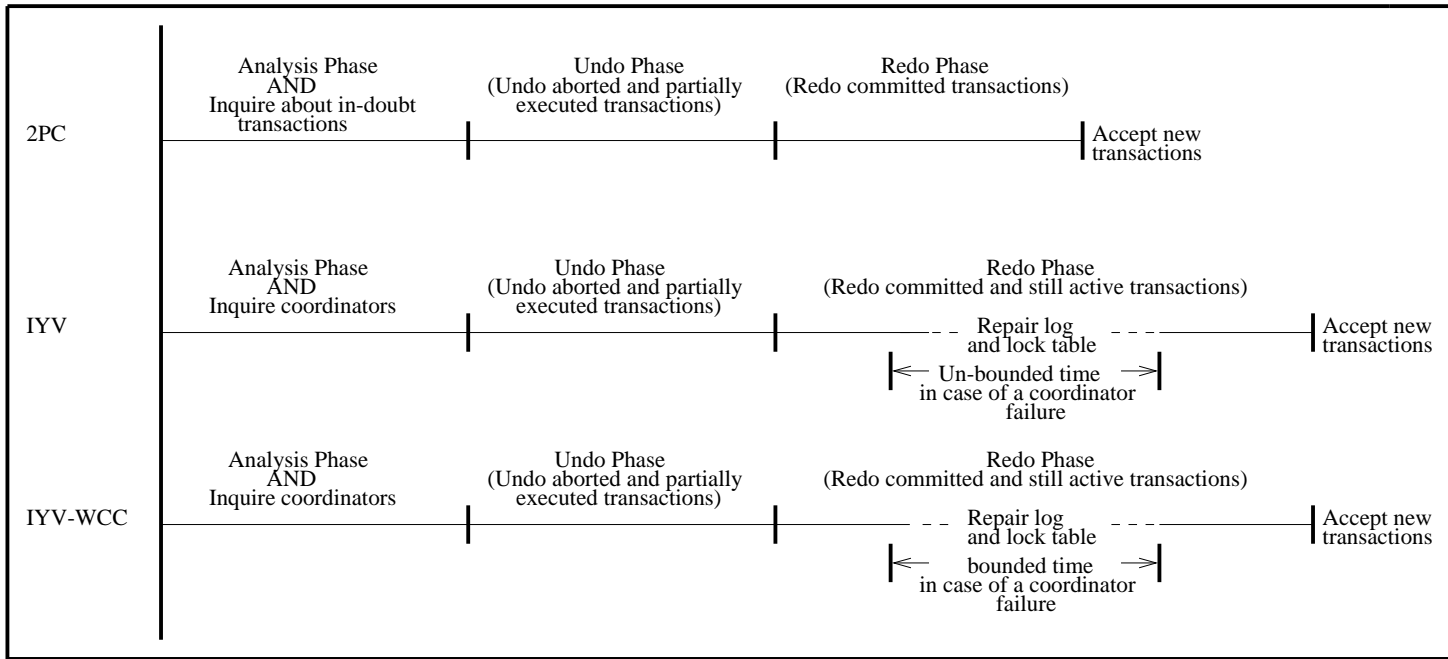 Analysis Phase
AND
Inquire about in-doubt
transactions
Undo Phase
(Undo aborted and partially
executed transactions)
Redo Phase
(Redo committed transactions)
2PC
Accept new
transactions
Analysis Phase
AND
Inquire coordinators
Undo Phase
(Undo aborted and partially
executed transactions)
Redo Phase
(Redo committed and still active transactions)
IYV
Repair log
and lock table
Accept new
transactions
Un-bounded time
in case of a coordinator
failure
Analysis Phase
AND
Inquire coordinators
Undo Phase
(Undo aborted and partially
executed transactions)
Redo Phase
(Redo committed and still active transactions)
IYV-WCC
Repair log
and lock table
Accept new
transactions
bounded time
in case of a coordinator
failure